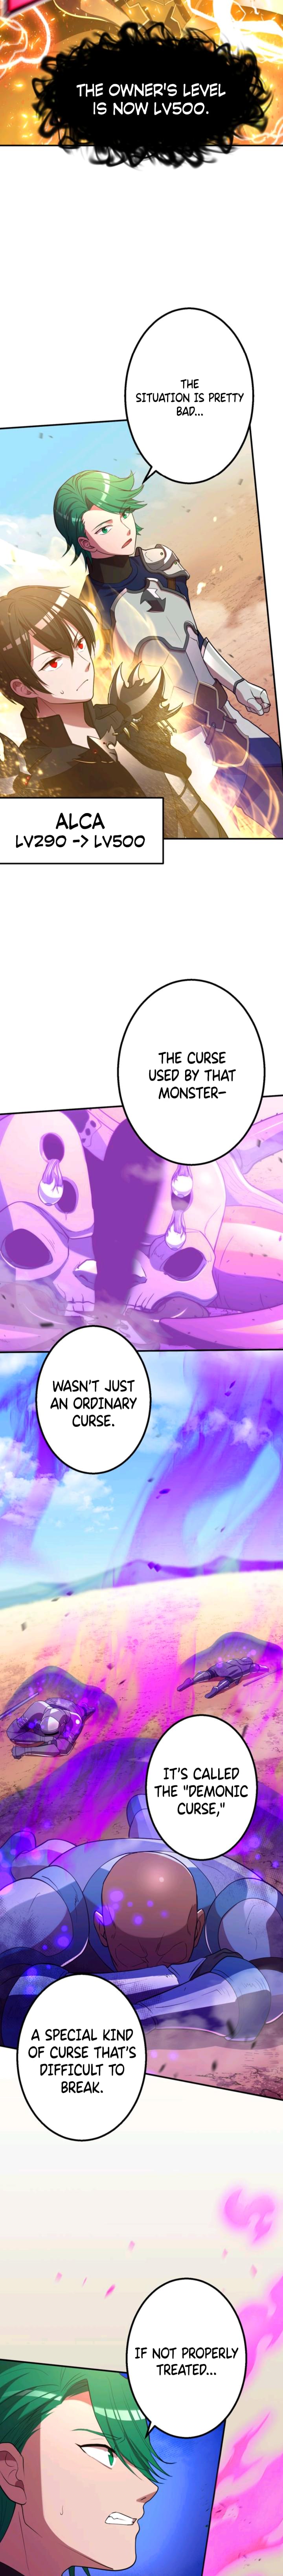 THE OWNER'S LEVEL
IS NOW LV500.
THE
SITUATION IS PRETTY
BAD...
ALCA
LV290 -> LV500
THE CURSE
USED BY THAT
MONSTER-
WASN'T JUST
AN ORDINARY
CURSE.
IT'S CALLED
THE "DEMONIC
CURSE,"
A SPECIAL KIND
OF CURSE THAT'S
DIFFICULT TO
BREAK.
IF NOT PROPERLY
TREATED...